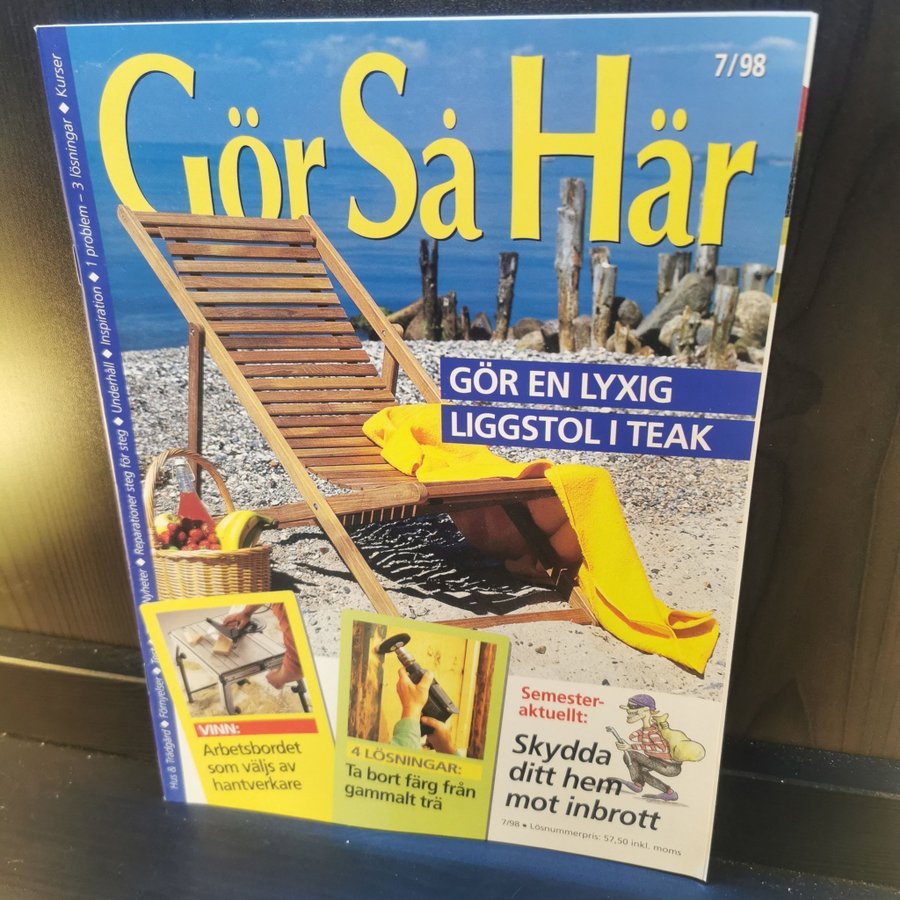 7/98
Gör Så Här
GÖR EN LYXIG
LIGGSTOL I TEAK
Hus & Trädgård ◆ Förnyelser ◆ Nyheter ◆ Reparationer steg för steg ◆ Underhåll ◆ Inspiration ◆ 1 problem – 3 lösningar ◆ Kurser
VINN:
Arbetsbordet
som väljs av
hantverkare
4 LÖSNINGAR:
Ta bort färg från
gammalt trä
Semester-
aktuellt:
Skydda
ditt hem
mot inbrott
7/98 • Lösnummerpris: 57,50 inkl. moms